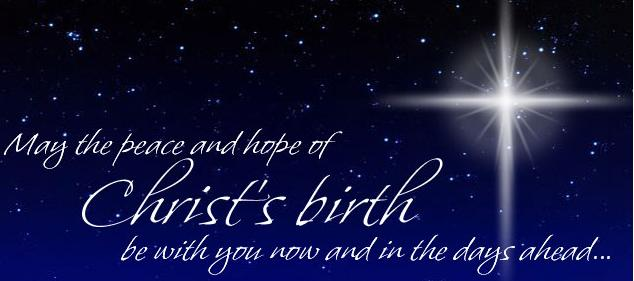 May the peace and hope of
Christ's birth
be with you now and in the days ahead...